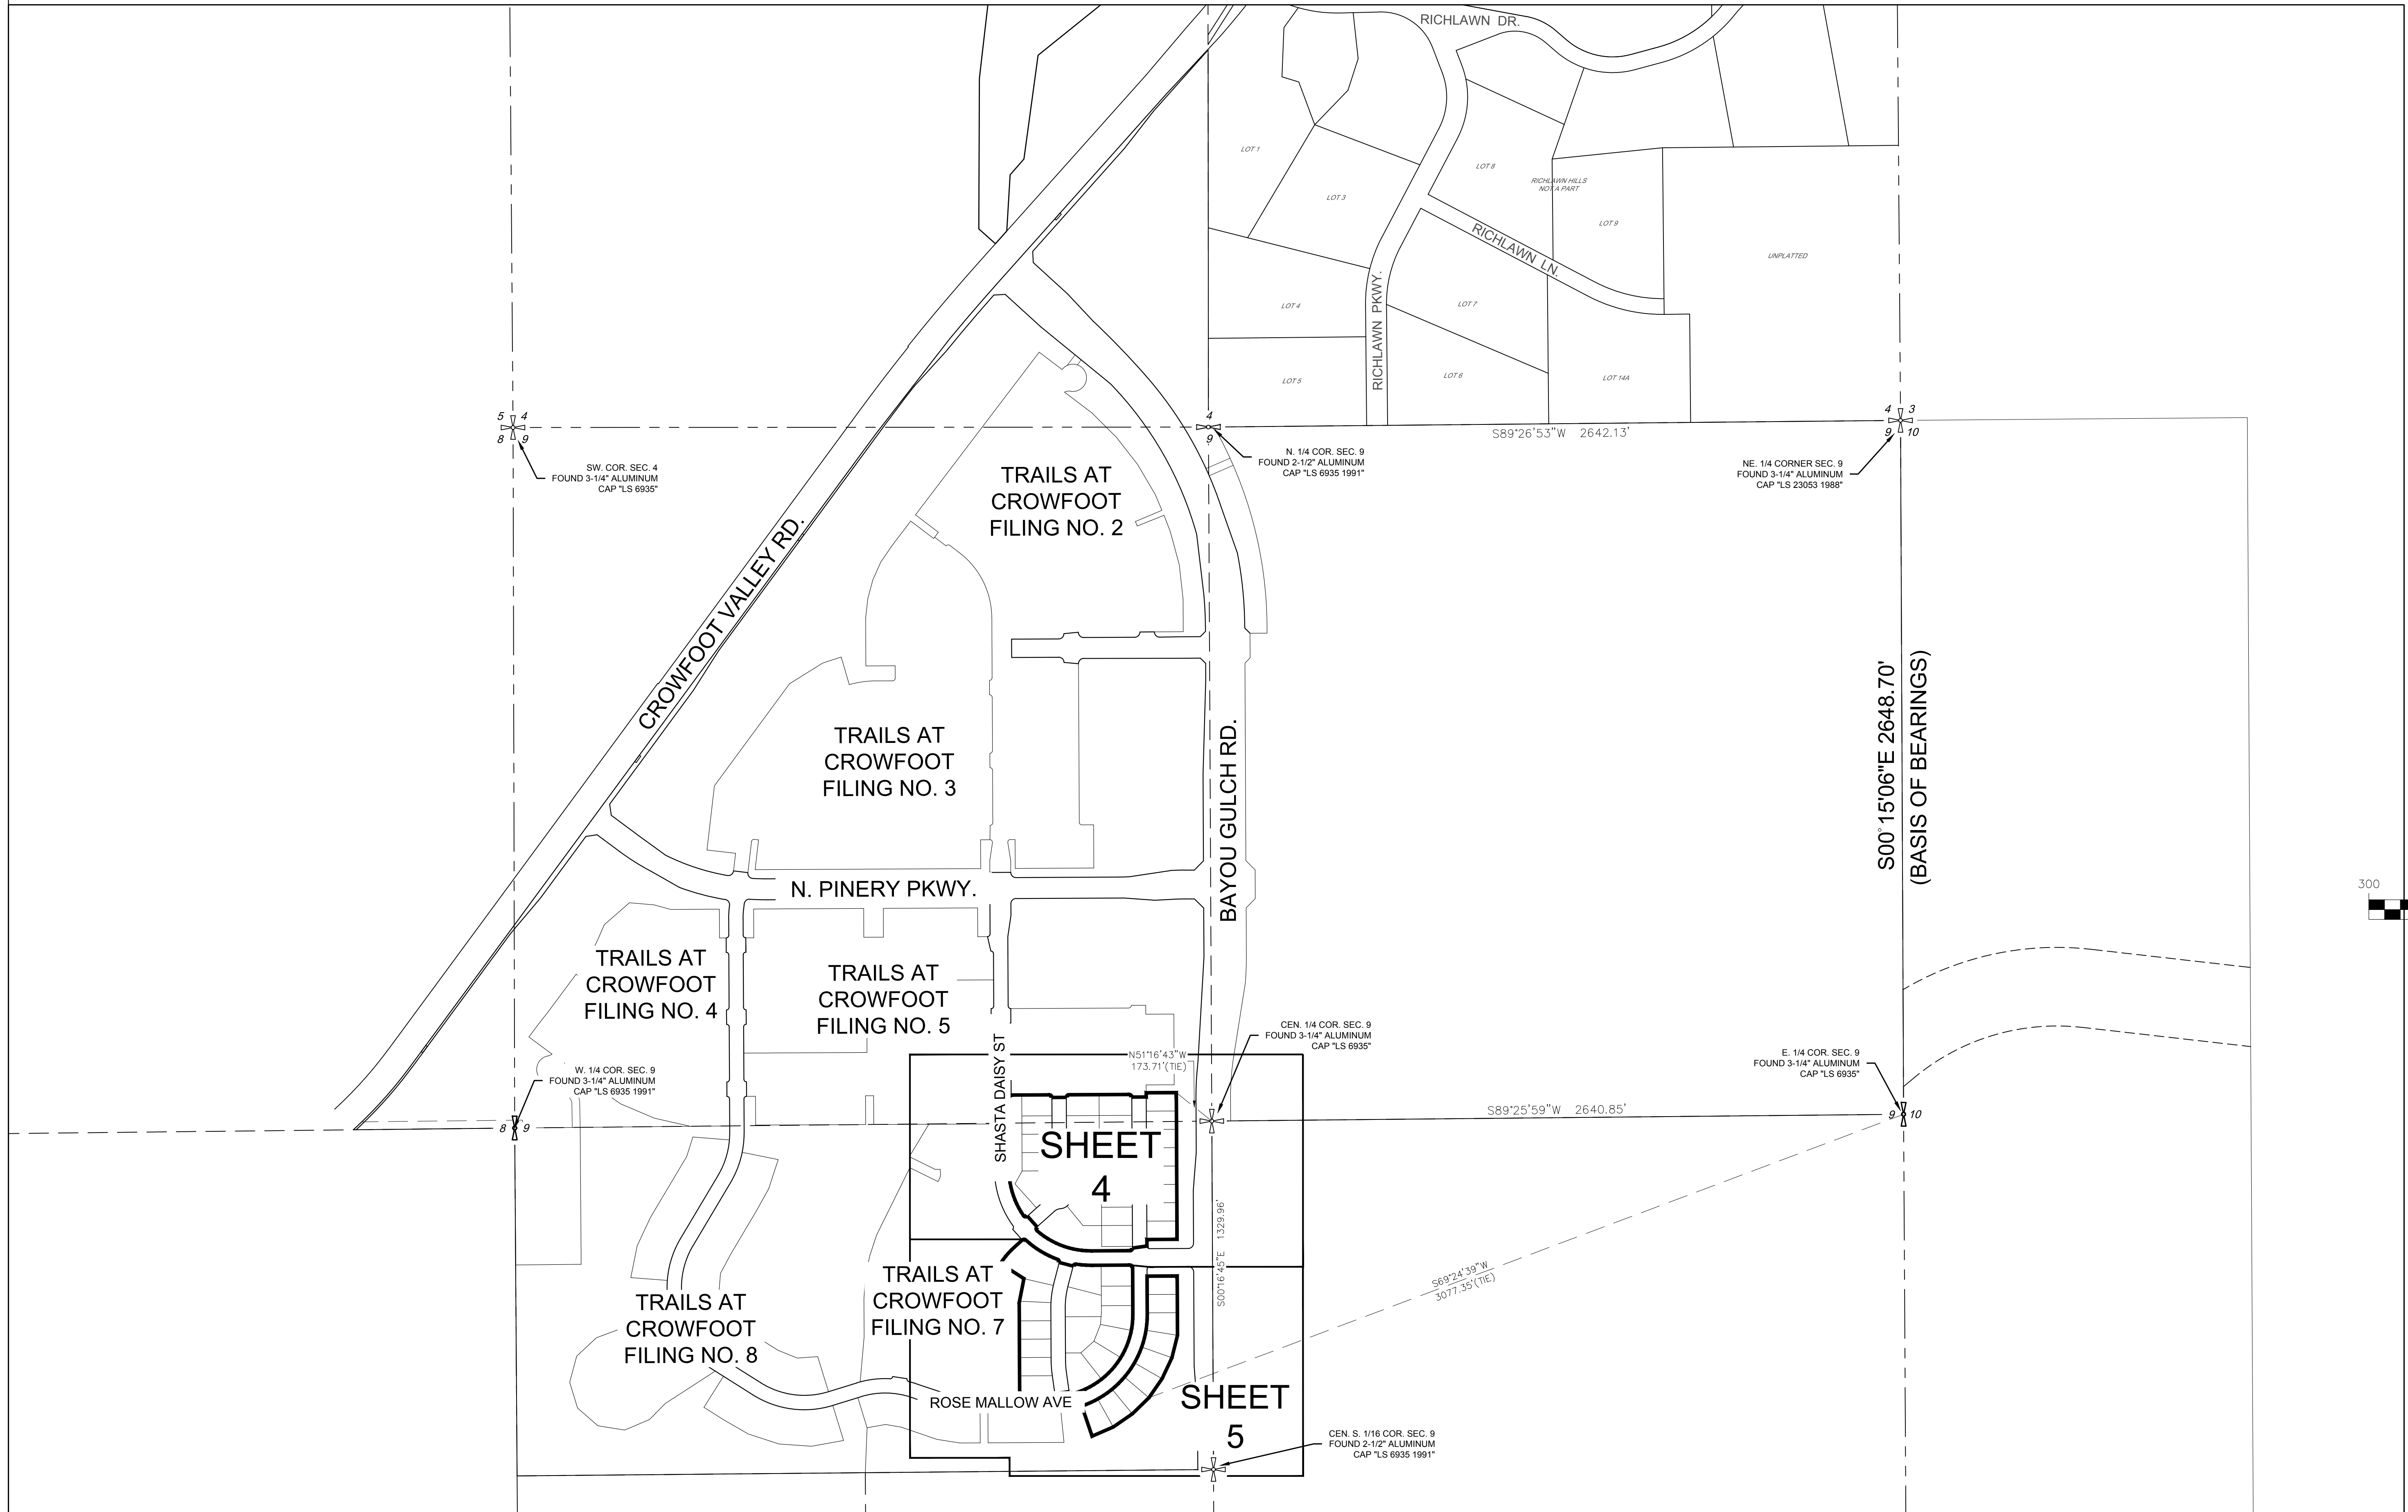 RICHLAWN DR.
LOT 1
LOT 8
RICHLAWN HILLS
NOT A PART
LOT 3
LOT 9
RICHLAWN LN.
UNPLATTED
LOT 4
RICHLAWN PKWY.
LOT 7
LOT 5
LOT 6
LOT 14A
5 4
8 9
4
9
4 3
9 10
S89°26'53"W 2642.13'
SW. COR. SEC. 4
FOUND 3-1/4" ALUMINUM
CAP "LS 6935"
N. 1/4 COR. SEC. 9
FOUND 2-1/2" ALUMINUM
CAP "LS 6935 1991"
NE. 1/4 CORNER SEC. 9
FOUND 3-1/4" ALUMINUM
CAP "LS 23053 1988"
TRAILS AT
CROWFOOT
FILING NO. 2
CROWFOOT VALLEY RD.
TRAILS AT
CROWFOOT
FILING NO. 3
BAYOU GULCH RD.
S00°15'06"E 2648.70'
(BASIS OF BEARINGS)
N. PINERY PKWY.
300
TRAILS AT
CROWFOOT
FILING NO. 4
TRAILS AT
CROWFOOT
FILING NO. 5
SHASTA DAISY ST
N51°16'43"W
173.71'(TIE)
CEN. 1/4 COR. SEC. 9
FOUND 3-1/4" ALUMINUM
CAP "LS 6935"
E. 1/4 COR. SEC. 9
FOUND 3-1/4" ALUMINUM
CAP "LS 6935"
W. 1/4 COR. SEC. 9
FOUND 3-1/4" ALUMINUM
CAP "LS 6935 1991"
8 9
S89°25'59"W 2640.85'
9 10
SHEET
4
S00°16'45"E 1329.96'
S69°24'39"W
3077.35'(TIE)
TRAILS AT
CROWFOOT
FILING NO. 7
TRAILS AT
CROWFOOT
FILING NO. 8
ROSE MALLOW AVE
SHEET
5
CEN. S. 1/16 COR. SEC. 9
FOUND 2-1/2" ALUMINUM
CAP "LS 6935 1991"